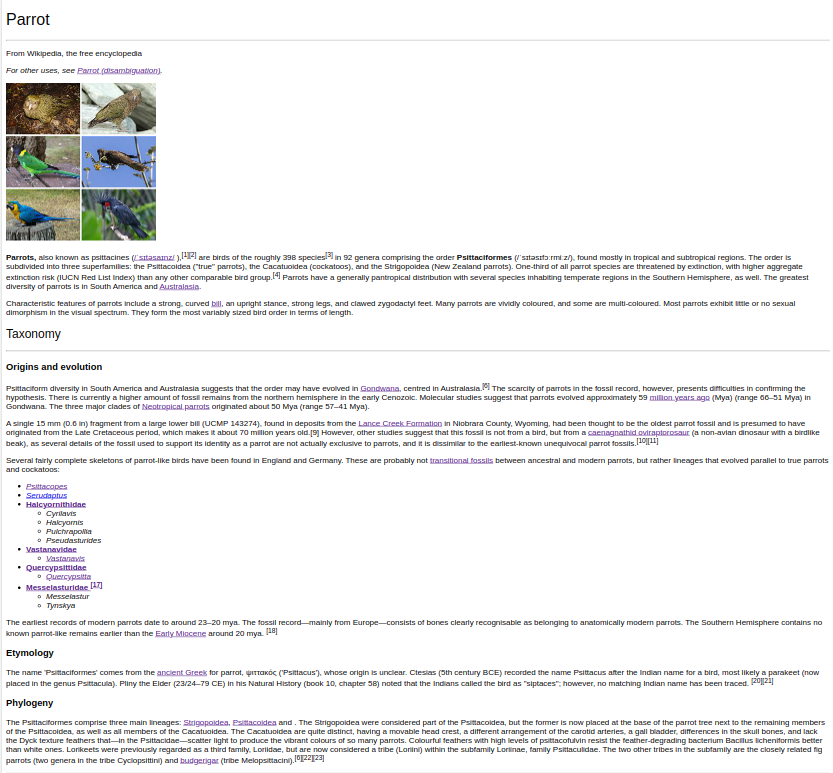 Parrot
From Wikipedia, the free encyclopedia
For other uses, see Parrot (disambiguation).
Parrots, also known as psittacines (/ˈsɪtəsaɪnz/ ),[1][2] are birds of the roughly 398 species[3] in 92 genera comprising the order Psittaciformes (/ˈsɪtəsɪfɔːrmiːz/), found mostly in tropical and subtropical regions. The order is
subdivided into three superfamilies: the Psittacoidea ("true" parrots), the Cacatuoidea (cockatoos), and the Strigopoidea (New Zealand parrots). One-third of all parrot species are threatened by extinction, with higher aggregate
extinction risk (IUCN Red List Index) than any other comparable bird group.[4] Parrots have a generally pantropical distribution with several species inhabiting temperate regions in the Southern Hemisphere, as well. The greatest
diversity of parrots is in South America and Australasia.
Characteristic features of parrots include a strong, curved bill, an upright stance, strong legs, and clawed zygodactyl feet. Many parrots are vividly coloured, and some are multi-coloured. Most parrots exhibit little or no sexual
dimorphism in the visual spectrum. They form the most variably sized bird order in terms of length.
Taxonomy
Origins and evolution
Psittaciform diversity in South America and Australasia suggests that the order may have evolved in Gondwana, centred in Australasia.[6] The scarcity of parrots in the fossil record, however, presents difficulties in confirming the
hypothesis. There is currently a higher amount of fossil remains from the northern hemisphere in the early Cenozoic. Molecular studies suggest that parrots evolved approximately 59 million years ago (Mya) (range 66–51 Mya) in
Gondwana. The three major clades of Neotropical parrots originated about 50 Mya (range 57–41 Mya).
A single 15 mm (0.6 in) fragment from a large lower bill (UCMP 143274), found in deposits from the Lance Creek Formation in Niobrara County, Wyoming, had been thought to be the oldest parrot fossil and is presumed to have
originated from the Late Cretaceous period, which makes it about 70 million years old.[9] However, other studies suggest that this fossil is not from a bird, but from a caenagnathid oviraptorosaur (a non-avian dinosaur with a birdlike
beak), as several details of the fossil used to support its identity as a parrot are not actually exclusive to parrots, and it is dissimilar to the earliest-known unequivocal parrot fossils.[10][11]
Several fairly complete skeletons of parrot-like birds have been found in England and Germany. These are probably not transitional fossils between ancestral and modern parrots, but rather lineages that evolved parallel to true parrots
and cockatoos:
Psittacopes
Serudaptus
Halcyornithidae
Cyrilavis
Halcyornis
Pulchrapollia
Pseudasturides
Vastanavidae
Vastanavis
Quercypsittidae
Quercypsitta
Messelasturidae [17]
Messelastur
Tynskya
The earliest records of modern parrots date to around 23–20 mya. The fossil record—mainly from Europe—consists of bones clearly recognisable as belonging to anatomically modern parrots. The Southern Hemisphere contains no
known parrot-like remains earlier than the Early Miocene around 20 mya. [18]
Etymology
The name 'Psittaciformes' comes from the ancient Greek for parrot, ψιττακός ('Psittacus'), whose origin is unclear. Ctesias (5th century BCE) recorded the name Psittacus after the Indian name for a bird, most likely a parakeet (now
placed in the genus Psittacula). Pliny the Elder (23/24–79 CE) in his Natural History (book 10, chapter 58) noted that the Indians called the bird as "siptaces"; however, no matching Indian name has been traced. [20][21]
Phylogeny
The Psittaciformes comprise three main lineages: Strigopoidea, Psittacoidea and . The Strigopoidea were considered part of the Psittacoidea, but the former is now placed at the base of the parrot tree next to the remaining members
of the Psittacoidea, as well as all members of the Cacatuoidea. The Cacatuoidea are quite distinct, having a movable head crest, a different arrangement of the carotid arteries, a gall bladder, differences in the skull bones, and lack
the Dyck texture feathers that—in the Psittacidae—scatter light to produce the vibrant colours of so many parrots. Colourful feathers with high levels of psittacofulvin resist the feather-degrading bacterium Bacillus licheniformis better
than white ones. Lorikeets were previously regarded as a third family, Loriidae, but are now considered a tribe (Loriini) within the subfamily Loriinae, family Psittaculidae. The two other tribes in the subfamily are the closely related fig
parrots (two genera in the tribe Cyclopsittini) and budgerigar (tribe Melopsittacini).[6][22][23]